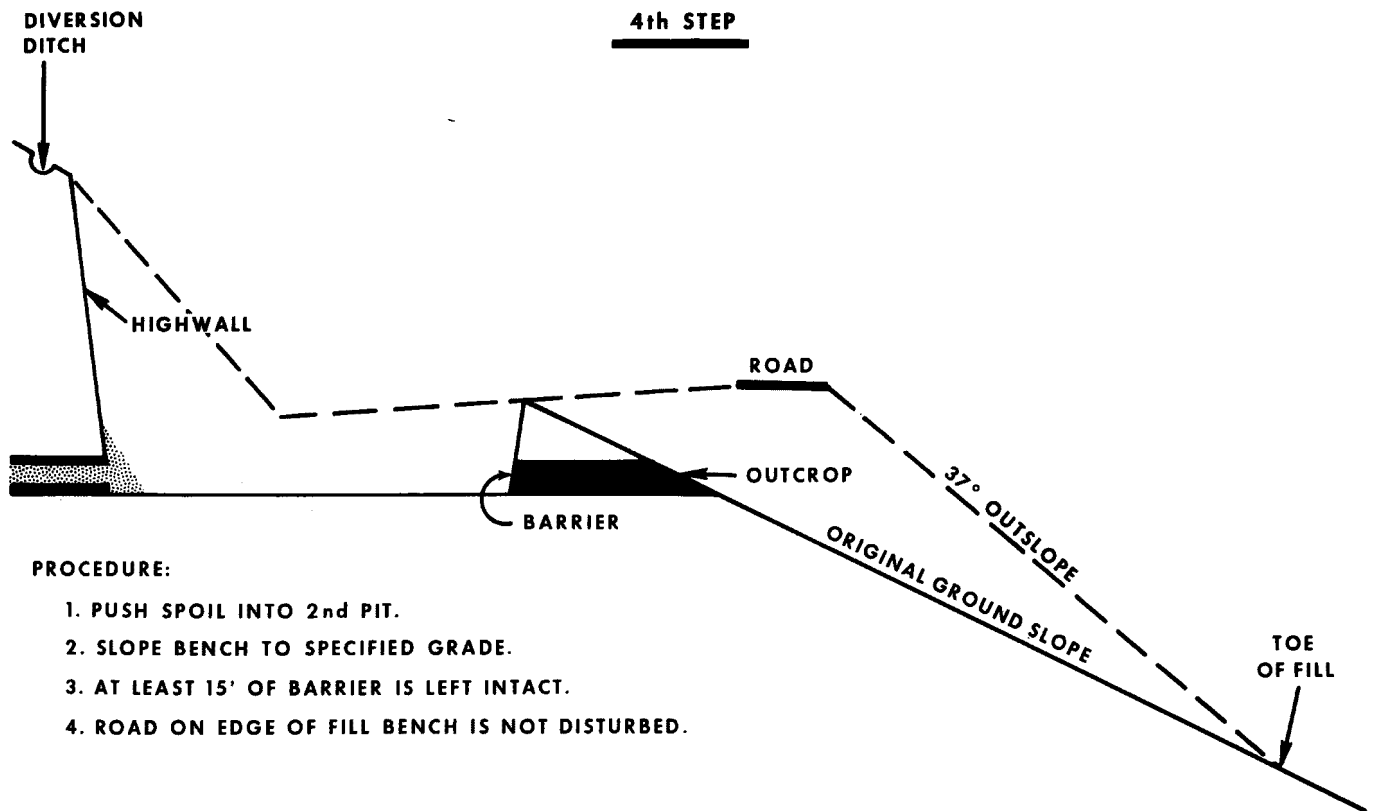 DIVERSION
DITCH
4th STEP
HIGHWALL
ROAD
OUTCROP
BARRIER
37° OUTSLOPE
ORIGINAL GROUND SLOPE
TOE
OF FILL
PROCEDURE:
1. PUSH SPOIL INTO 2nd PIT.
2. SLOPE BENCH TO SPECIFIED GRADE.
3. AT LEAST 15' OF BARRIER IS LEFT INTACT.
4. ROAD ON EDGE OF FILL BENCH IS NOT DISTURBED.